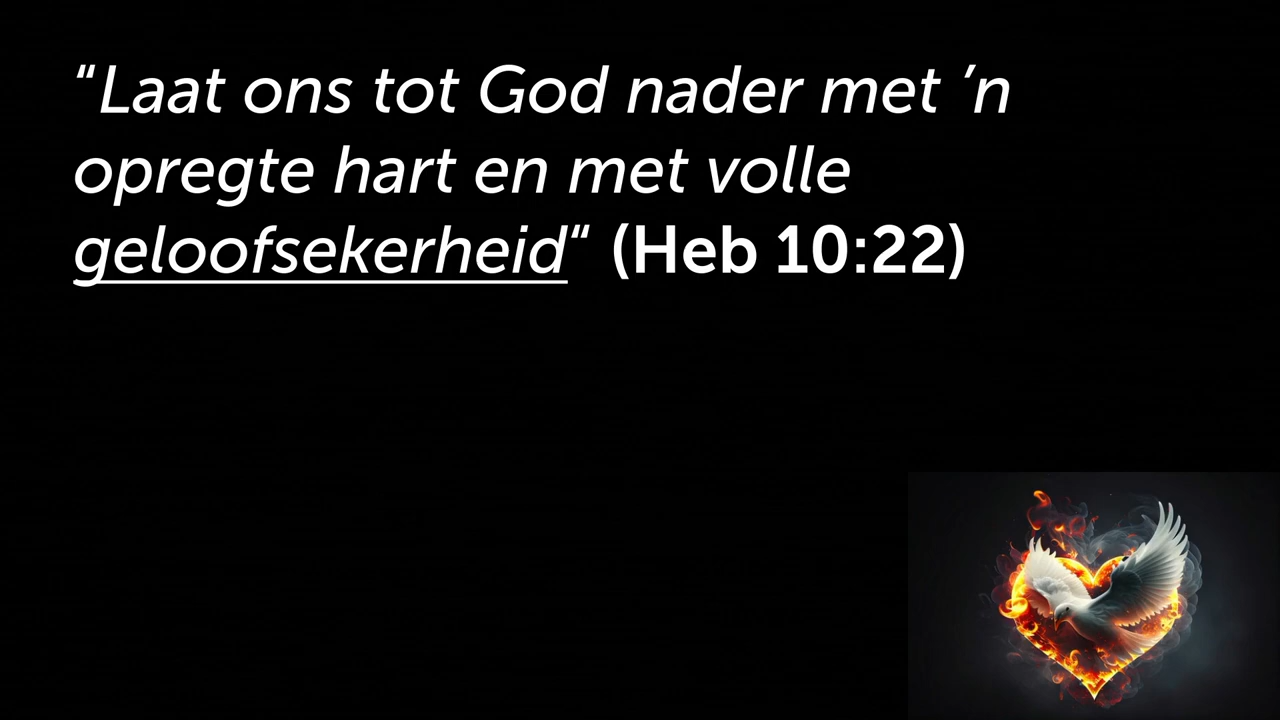 “Laat ons tot God nader met ’n
opregte hart en met volle
geloofsekerheid“ (Heb 10:22)